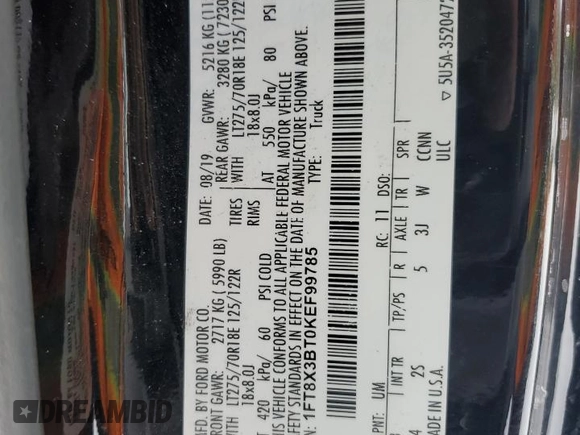 MFD. BY FORD MOTOR CO.
DATE: 08/19 GVWR: 5216 KG
FRONT GAWR: 2717 KG ( 5990 LB) REAR GAWR: 3280 KG ( 7230
LT275/70R18E 125/122R TIRES WITH LT275/70R18E 125/122
18x8.0J RIMS 18x8.0J
AT 420 kPa/ 60 PSI COLD AT 550 kPa/ 80 PSI
THIS VEHICLE CONFORMS TO ALL APPLICABLE FEDERAL MOTOR VEHICLE
SAFETY STANDARDS IN EFFECT ON THE DATE OF MANUFACTURE SHOWN ABOVE.
1FT8X3BT0KEF99785 Truck
PNT: UM RC: 11 DSO:
INT TR TP/PS R AXLE TR SPR
4 2S 5 3J W CCNN
MADE IN U.S.A. ULC
▽ 5U5A-3520472
DREAMBID